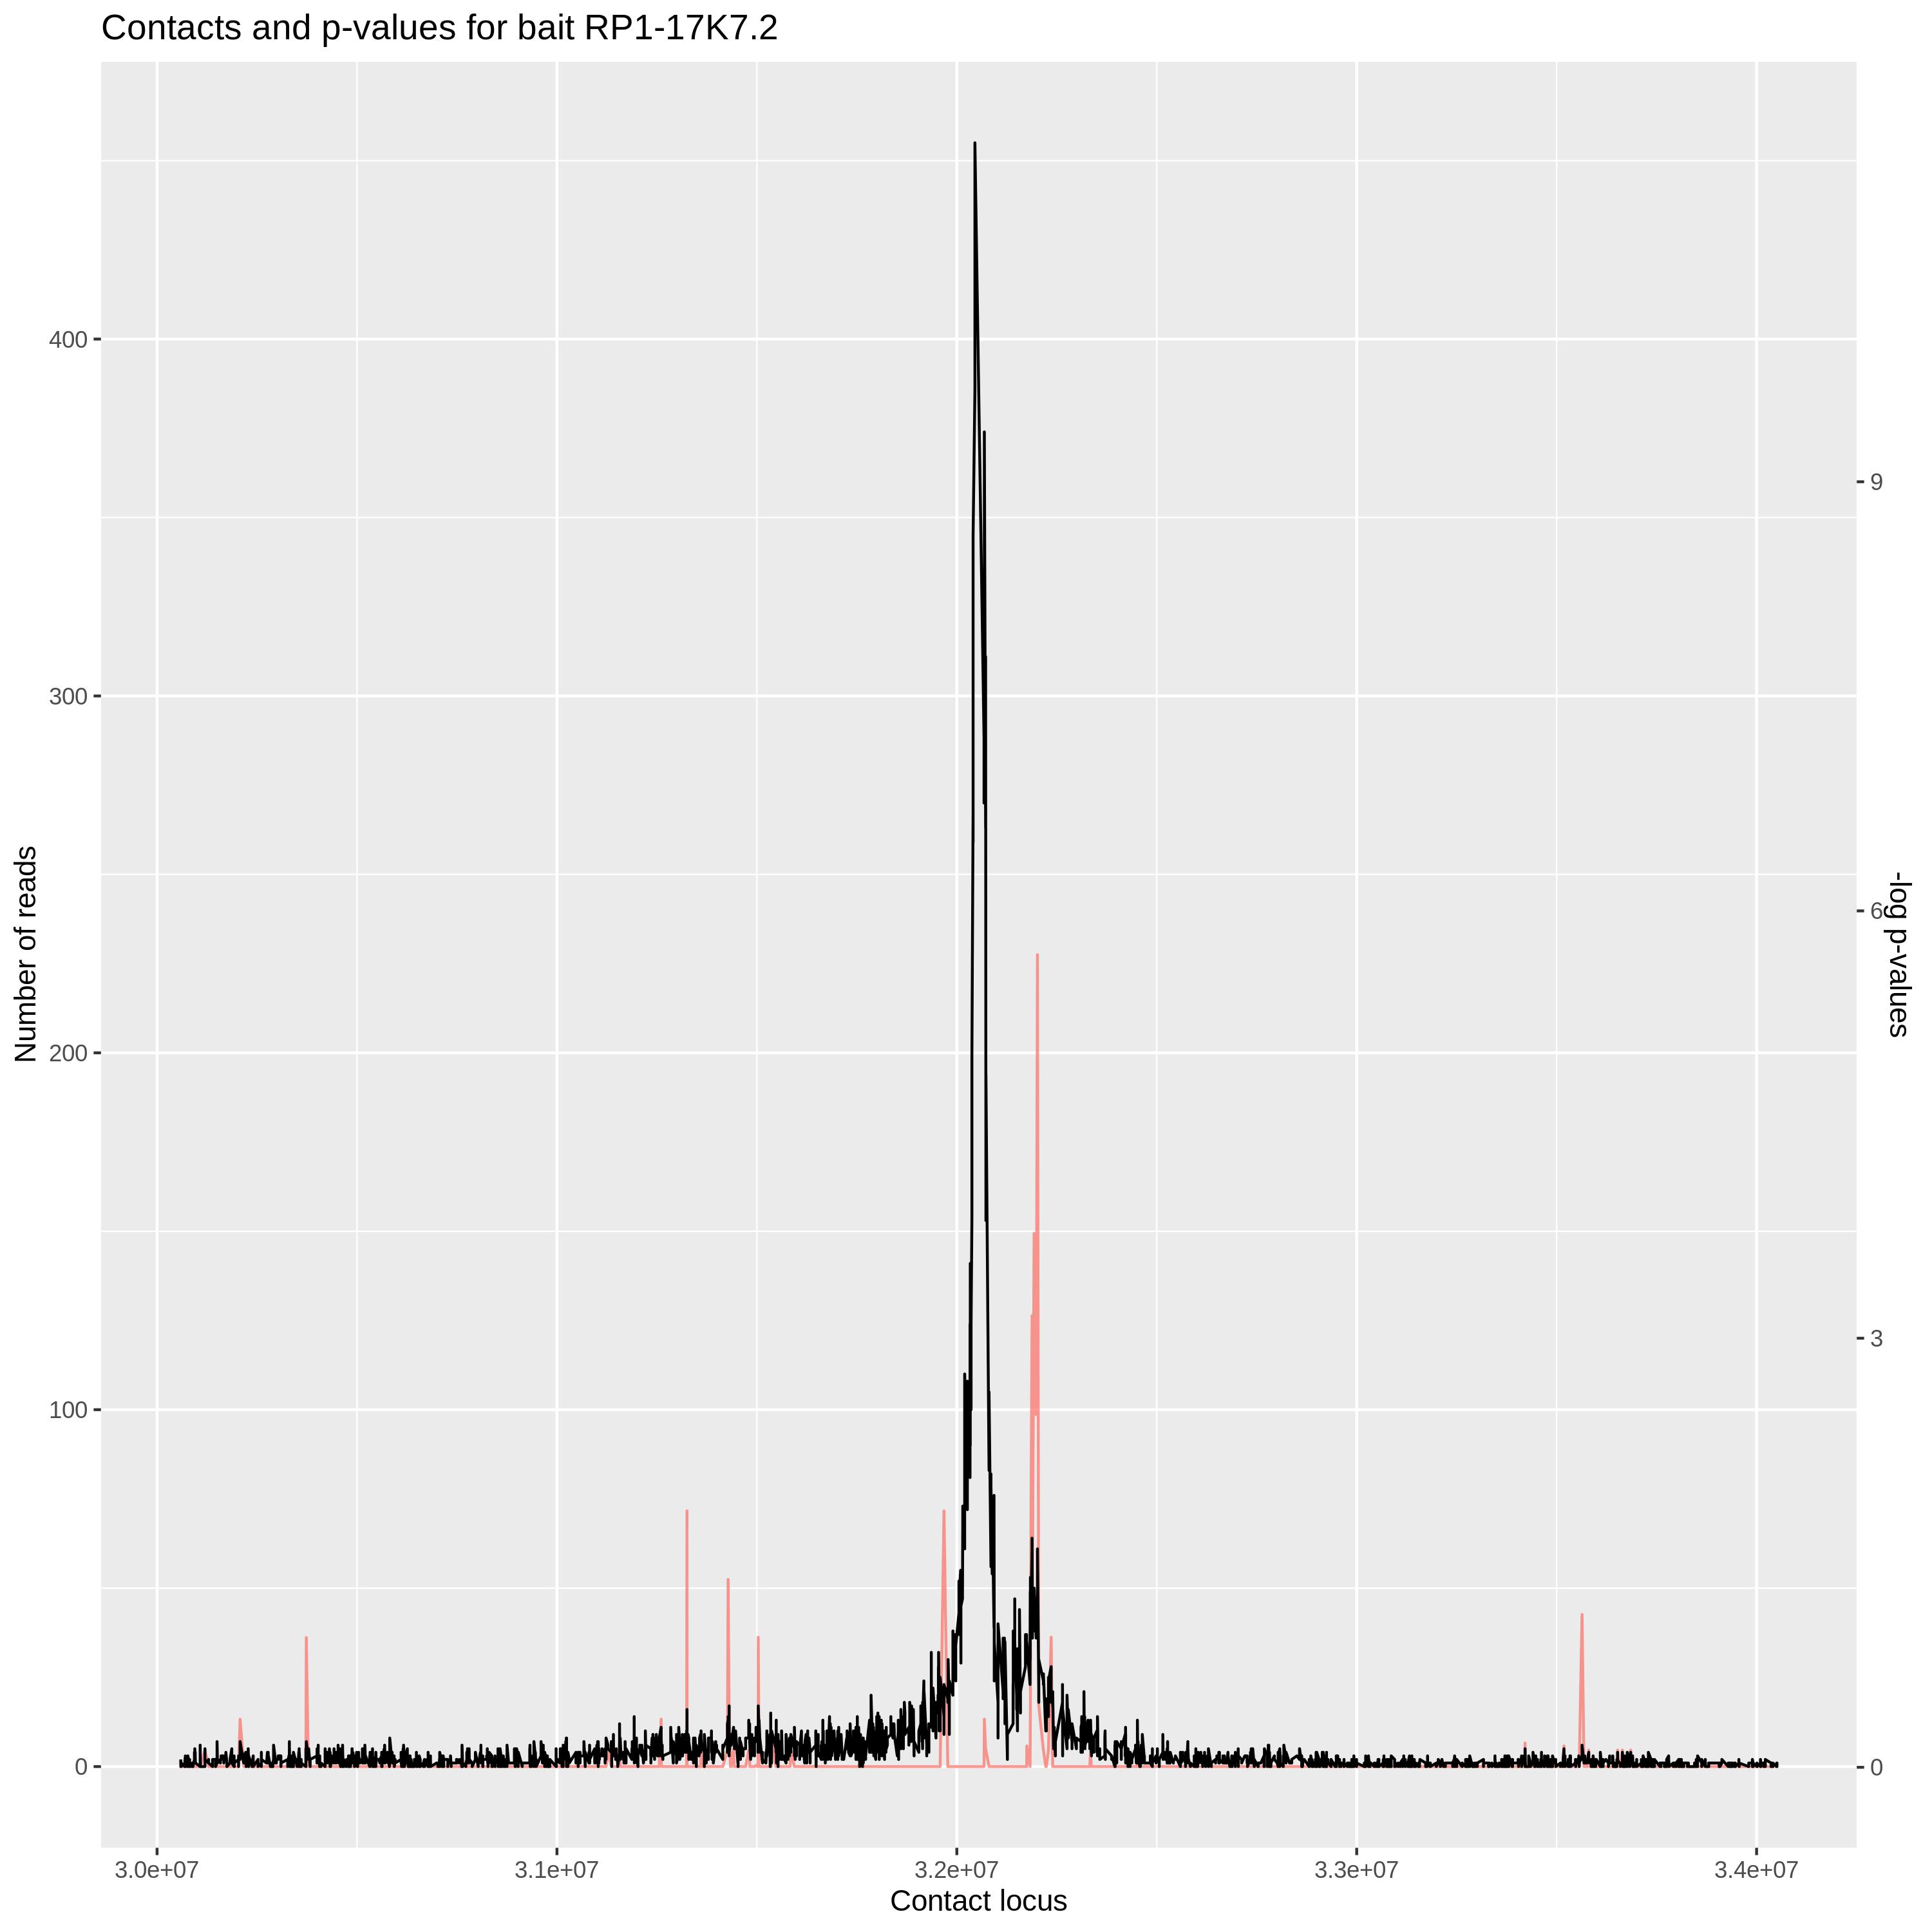 Contacts and p-values for bait RP1-17K7.2
Number of reads
400
300
200
100
0
9
6
3
0
-log p-values
3.0e+07
3.1e+07
3.2e+07
3.3e+07
3.4e+07
Contact locus